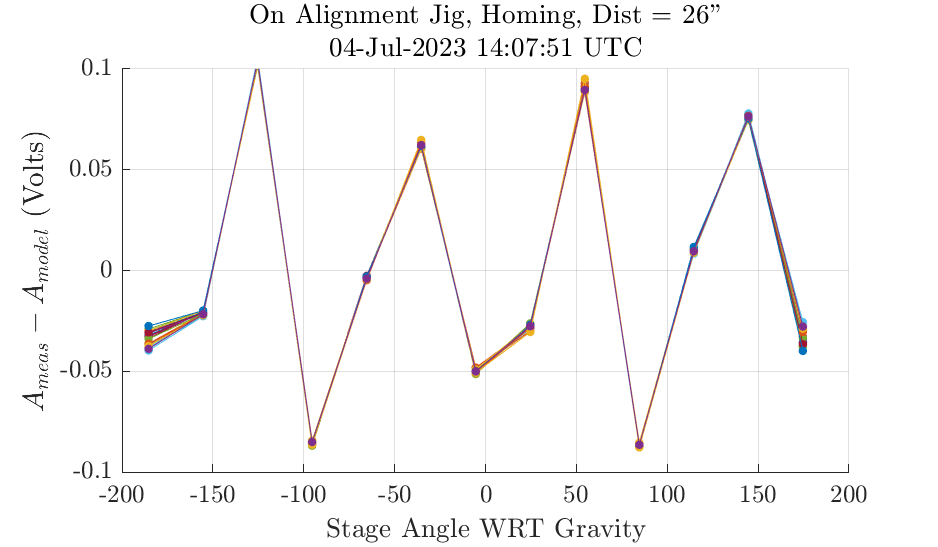 On Alignment Jig, Homing, Dist = 26”
04-Jul-2023 14:07:51 UTC
0.1
0.05
0
-0.05
-0.1
A_meas − A_model (Volts)
-200 -150 -100 -50 0 50 100 150 200
Stage Angle WRT Gravity